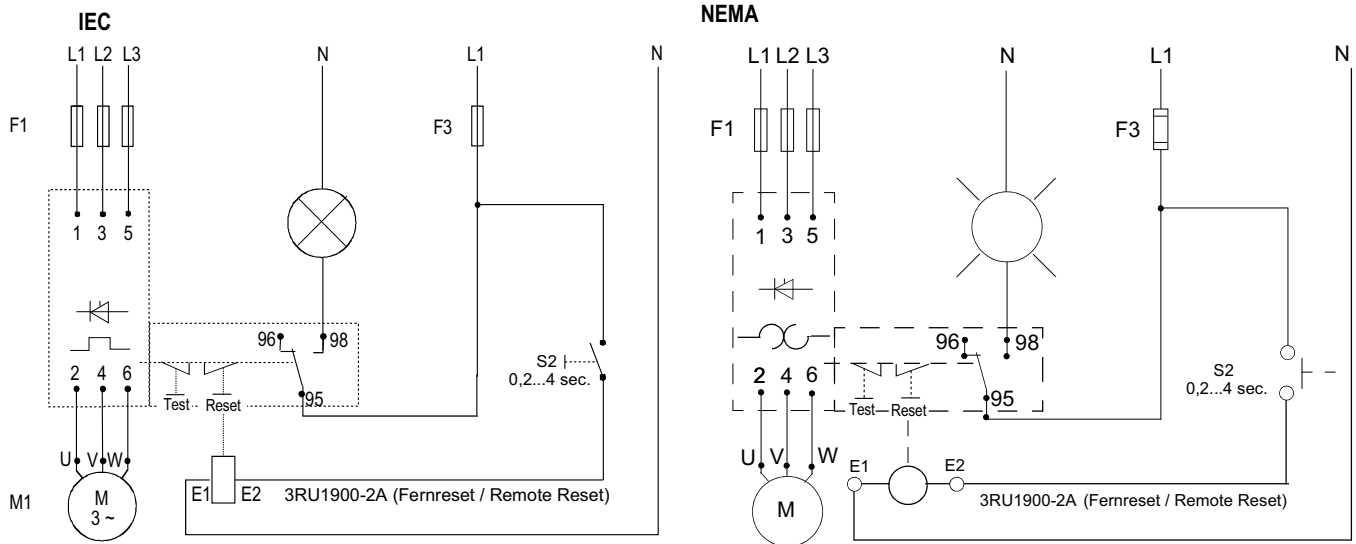 IEC
L1 L2 L3 N L1 N
F1
F3
1 3 5
96 98
S2
0,2...4 sec.
2 4 6
95
Test Reset
U V W
M1
M
3 ~
E1 E2
3RU1900-2A (Fernreset / Remote Reset)
NEMA
L1 L2 L3 N L1 N
F1
F3
1 3 5
96 98
S2
0,2...4 sec.
2 4 6
95
Test Reset
U V W
E1 E2
M
3RU1900-2A (Fernreset / Remote Reset)